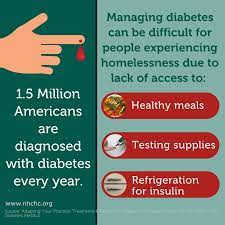 1.5 Million
Americans
are
diagnosed
with diabetes
every year.
www.nhchc.org
Source: Adapting Your Practice: Treatment &
Diabetes Mellitus
Managing diabetes
can be difficult for
people experiencing
homelessness due to
lack of access to:
Healthy meals
Testing supplies
Refrigeration
for insulin